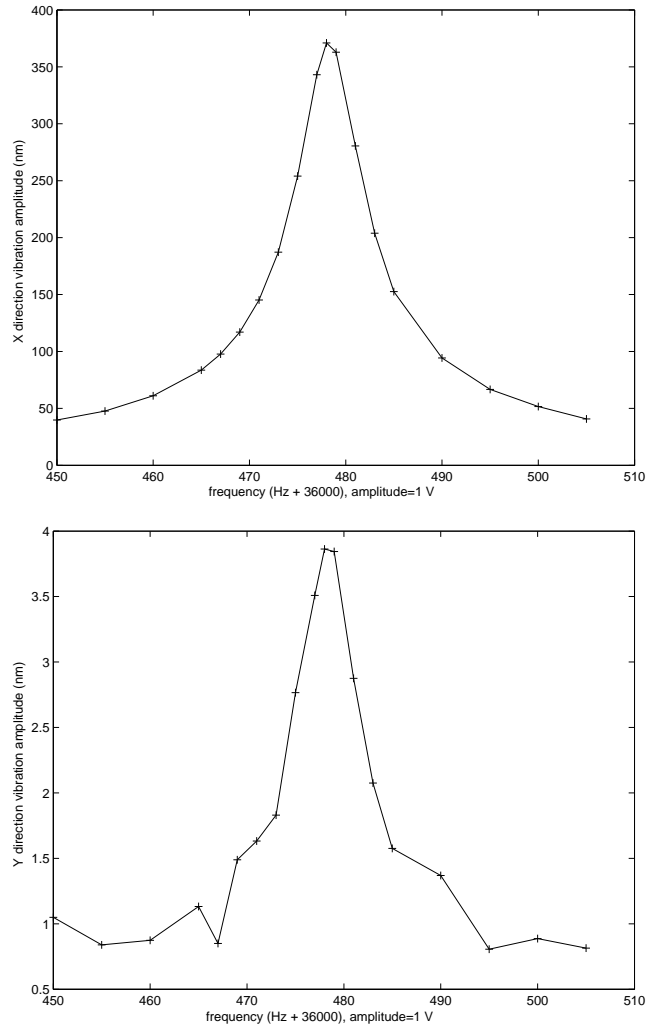 400
350
300
250
200
150
100
50
0
X direction vibration amplitude (nm)
450 460 470 480 490 500 510
frequency (Hz + 36000), amplitude=1 V
4
3.5
3
2.5
2
1.5
1
0.5
Y direction vibration amplitude (nm)
450 460 470 480 490 500 510
frequency (Hz + 36000), amplitude=1 V